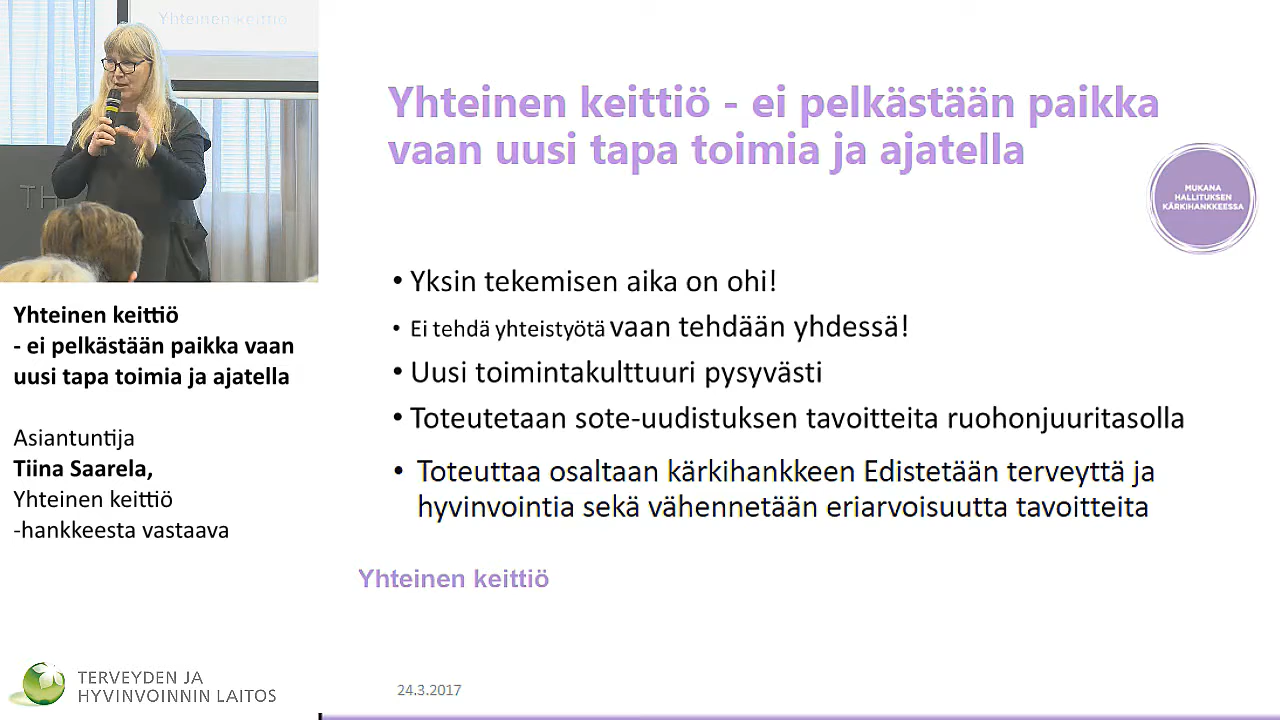 Yhteinen keittiö
TH
Yhteinen keittiö
- ei pelkästään paikka vaan
uusi tapa toimia ja ajatella
Asiantuntija
Tiina Saarela,
Yhteinen keittiö
-hankkeesta vastaava
TERVEYDEN JA
HYVINVOINNIN LAITOS
Yhteinen keittiö - ei pelkästään paikka
vaan uusi tapa toimia ja ajatella
MUKANA
HALLITUKSEN
KÄRKIHANKKEESSA
• Yksin tekemisen aika on ohi!
• Ei tehdä yhteistyötä vaan tehdään yhdessä!
• Uusi toimintakulttuuri pysyvästi
• Toteutetaan sote-uudistuksen tavoitteita ruohonjuuritasolla
• Toteuttaa osaltaan kärkihankkeen Edistetään terveyttä ja
hyvinvointia sekä vähennetään eriarvoisuutta tavoitteita
Yhteinen keittiö
24.3.2017